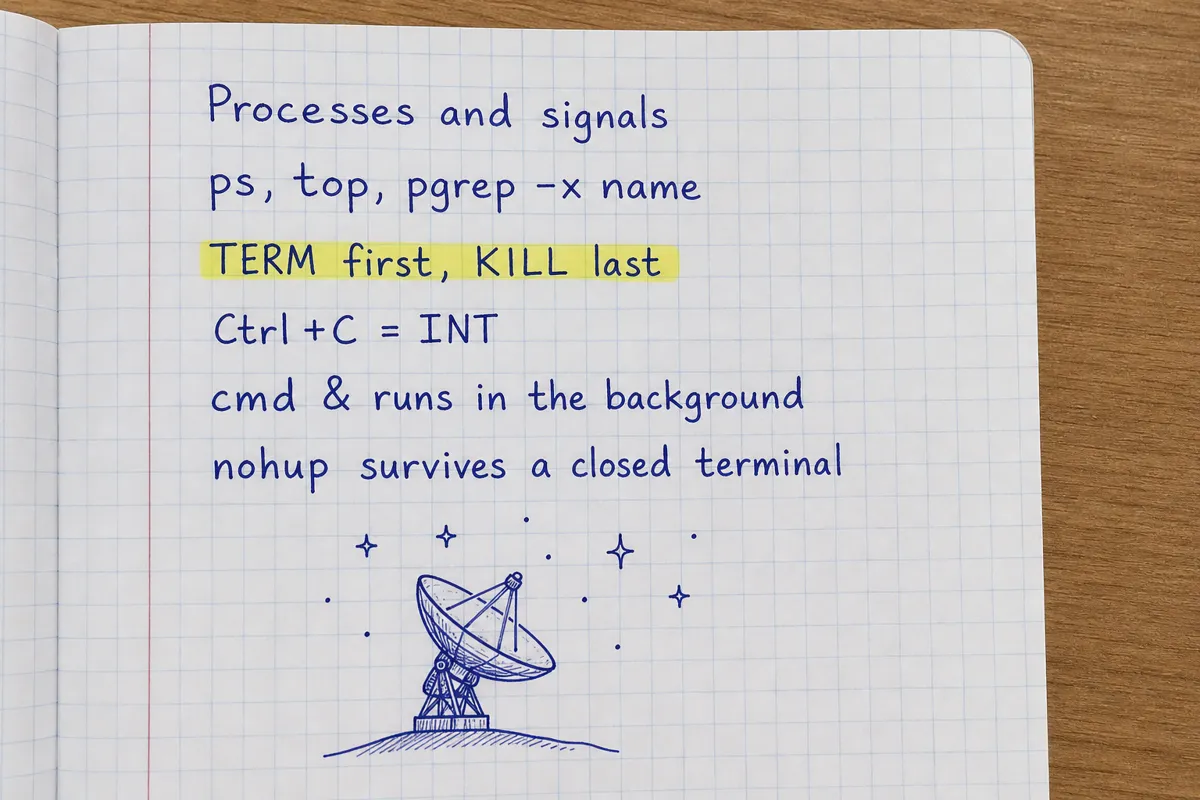 Processes and signals
ps, top, pgrep -x name
TERM first, KILL last
Ctrl+C = INT
cmd & runs in the background
nohup survives a closed terminal